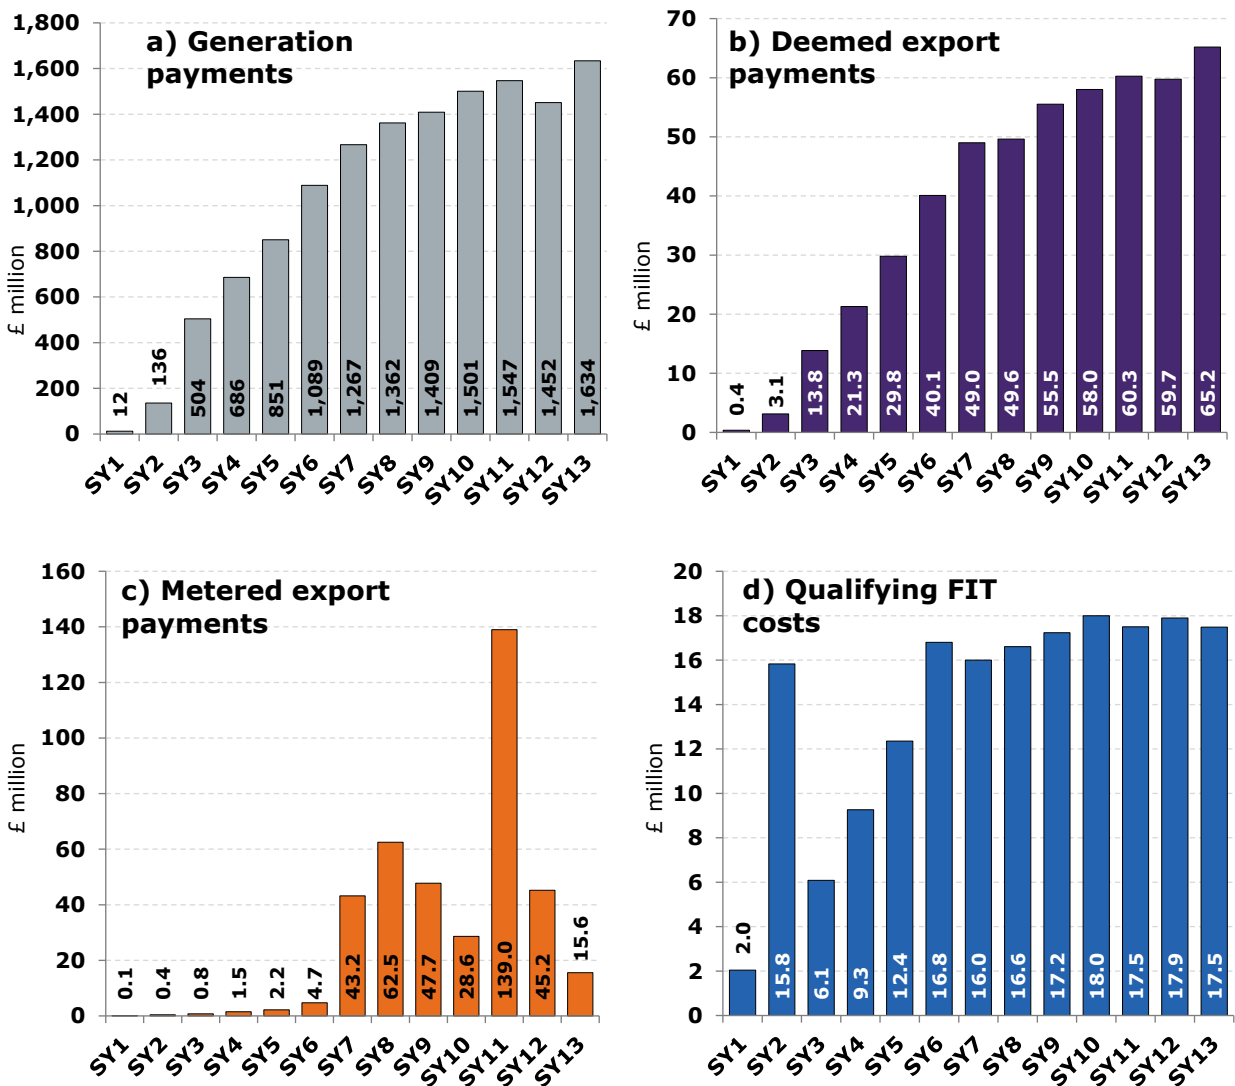 a) Generation
payments
£ million
1,800
1,600
1,400
1,200
1,000
800
600
400
200
0
12
136
504
686
851
1,089
1,267
1,362
1,409
1,501
1,547
1,452
1,634
SY1
SY2
SY3
SY4
SY5
SY6
SY7
SY8
SY9
SY10
SY11
SY12
SY13
b) Deemed export
payments
£ million
70
60
50
40
30
20
10
0
0.4
3.1
13.8
21.3
29.8
40.1
49.0
49.6
55.5
58.0
60.3
59.7
65.2
SY1
SY2
SY3
SY4
SY5
SY6
SY7
SY8
SY9
SY10
SY11
SY12
SY13
c) Metered export
payments
£ million
160
140
120
100
80
60
40
20
0
0.1
0.4
0.8
1.5
2.2
4.7
43.2
62.5
47.7
28.6
139.0
45.2
15.6
SY1
SY2
SY3
SY4
SY5
SY6
SY7
SY8
SY9
SY10
SY11
SY12
SY13
d) Qualifying FIT
costs
£ million
20
18
16
14
12
10
8
6
4
2
0
2.0
15.8
6.1
9.3
12.4
16.8
16.0
16.6
17.2
18.0
17.5
17.9
17.5
SY1
SY2
SY3
SY4
SY5
SY6
SY7
SY8
SY9
SY10
SY11
SY12
SY13